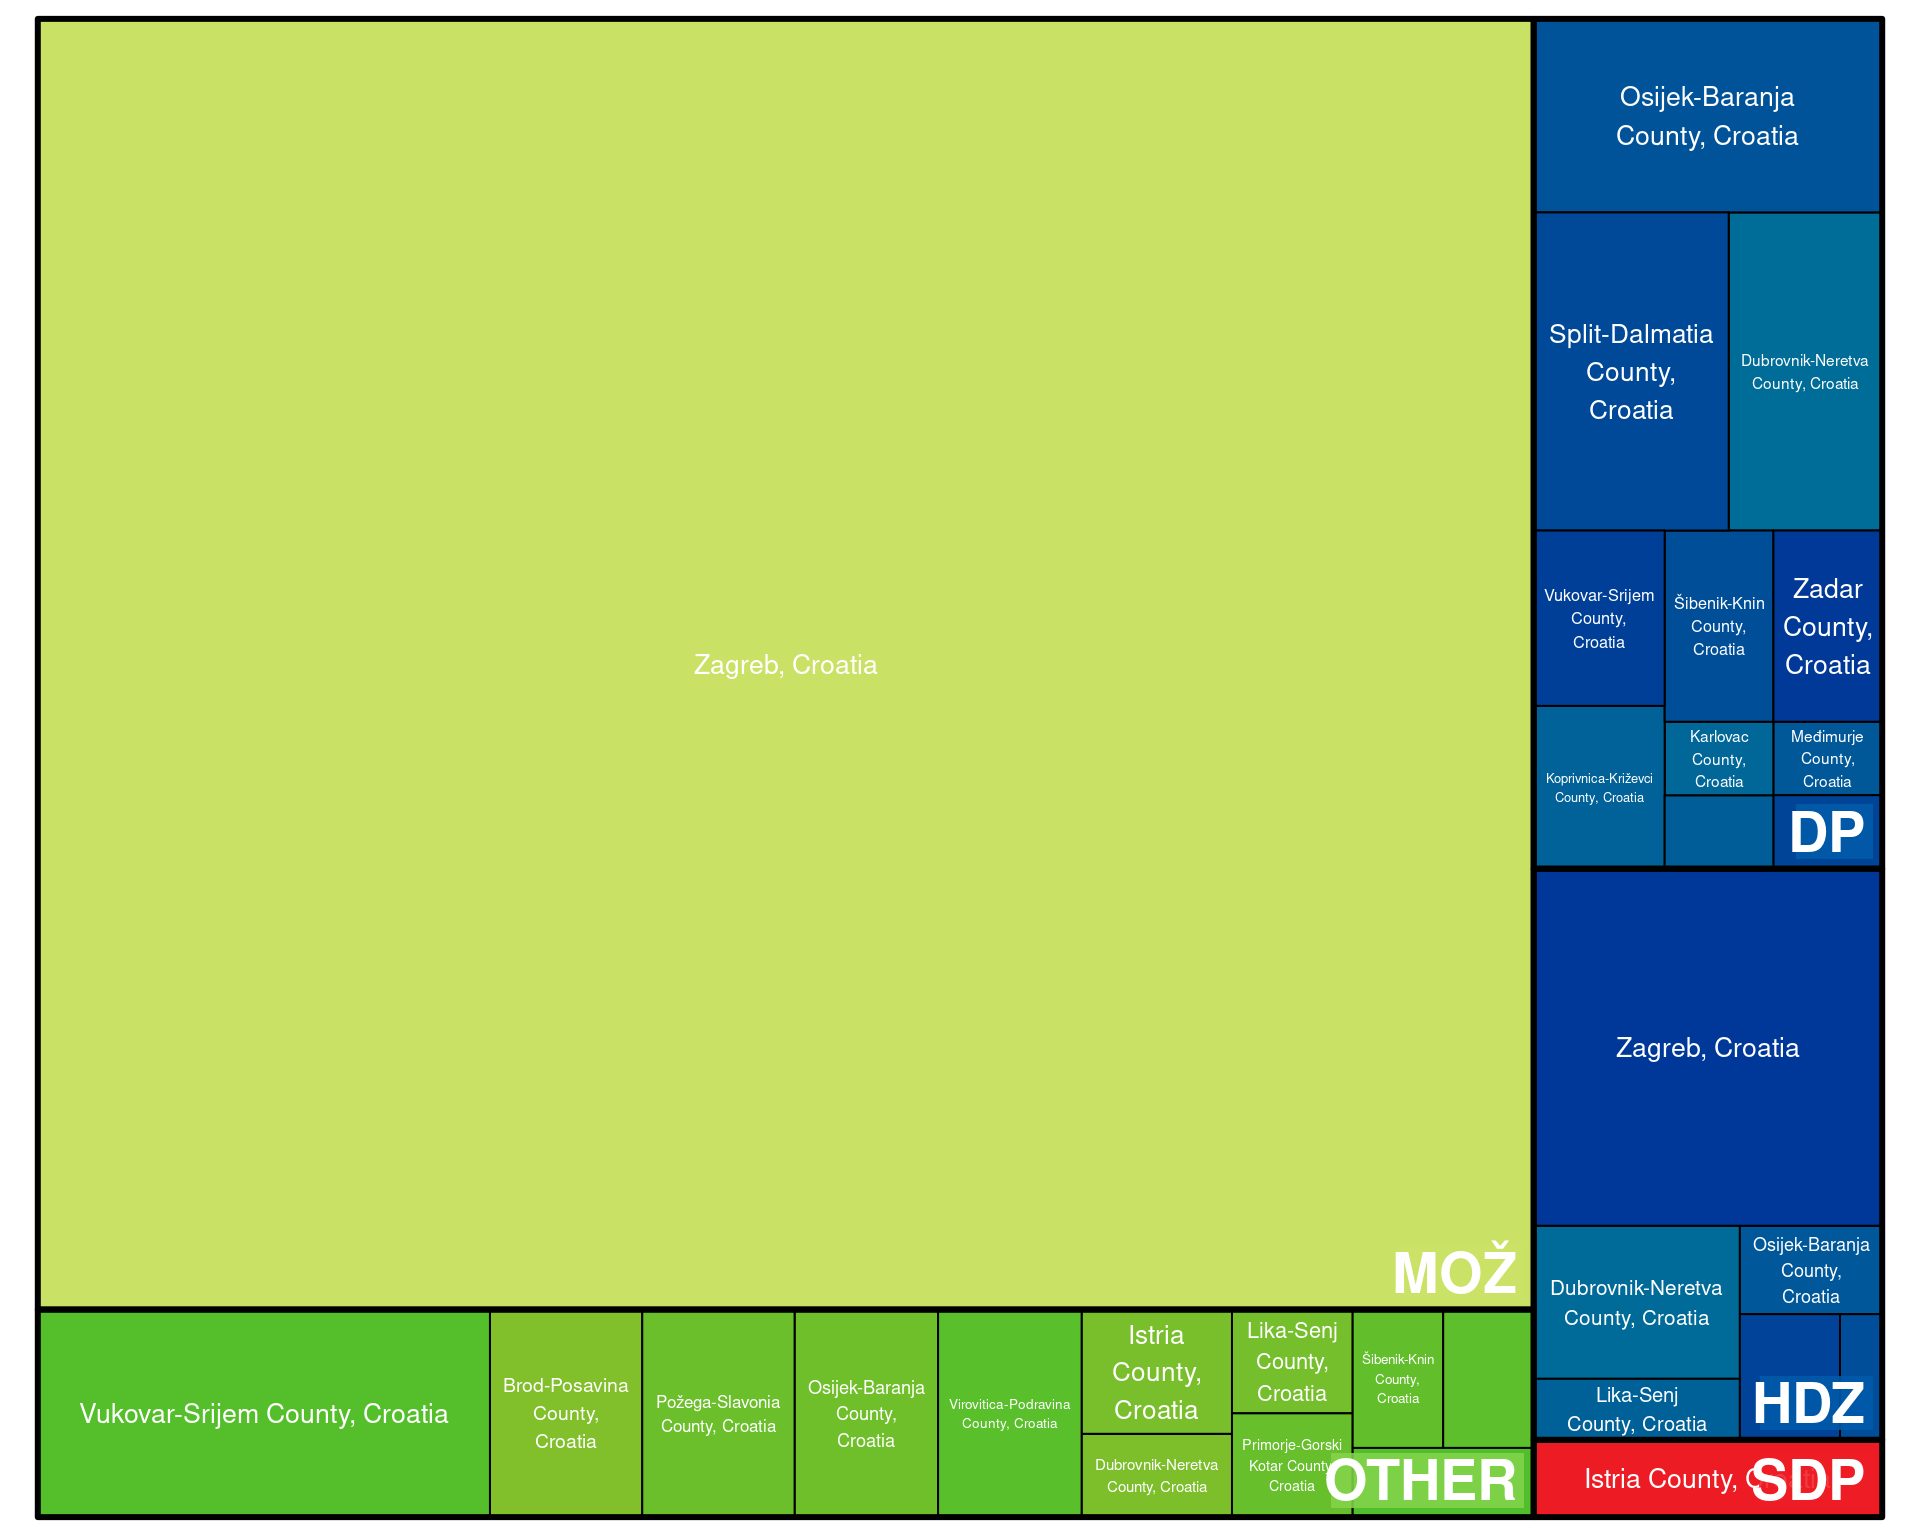 Zagreb, Croatia
MOŽ
Vukovar-Srijem County, Croatia
Brod-Posavina
County,
Croatia
Požega-Slavonia
County, Croatia
Osijek-Baranja
County,
Croatia
Virovitica-Podravina
County, Croatia
Istria
County,
Croatia
Dubrovnik-Neretva
County, Croatia
Lika-Senj
County,
Croatia
Primorje-Gorski
Kotar County
Croatia
Šibenik-Knin
County,
Croatia
OTHER
Osijek-Baranja
County, Croatia
Split-Dalmatia
County,
Croatia
Dubrovnik-Neretva
County, Croatia
Vukovar-Srijem
County,
Croatia
Koprivnica-Križevci
County, Croatia
Šibenik-Knin
County,
Croatia
Zadar
County,
Croatia
Karlovac
County,
Croatia
Međimurje
County,
Croatia
DP
Zagreb, Croatia
Dubrovnik-Neretva
County, Croatia
Osijek-Baranja
County,
Croatia
Lika-Senj
County, Croatia
HDZ
Istria County,
SDP